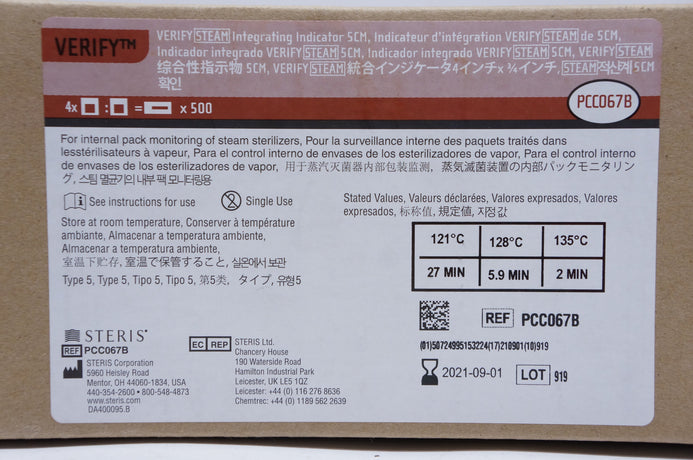 VERIFY™
VERIFY STEAM Integrating Indicator 5CM, Indicateur d'intégration VERIFY STEAM de 5CM,
Indicador integrado VERIFY STEAM 5CM, Indicador integrado VERIFY STEAM 5CM, VERIFY STEAM
综合性指示物 5CM, VERIFY STEAM 統合インジケータ4インチx ¾インチ, STEAM적산계 5CM
확인
4x : = x 500
PCC067B
For internal pack monitoring of steam sterilizers, Pour la surveillance interne des paquets traités dans
lesstérilisateurs à vapeur, Para el control interno de envases de los esterilizadores de vapor, Para el control interno
de envases de los esterilizadores de vapor, 用于蒸汽灭菌器内部包装监测, 蒸気滅菌装置の内部パックモニタリン
グ, 스팀 멸균기의 내부 팩 모니터링용
See instructions for use
Single Use
Store at room temperature, Conserver à température
ambiante, Almacenar a temperatura ambiente,
Almacenar a temperatura ambiente,
室温下贮存, 室温で保管すること, 실온에서 보관
Type 5, Type 5, Tipo 5, Tipo 5, 第5类, タイプ, 유형5
Stated Values, Valeurs déclarées, Valores expresados, Valores
expresados, 标称值, 規定値, 지정 값
121°C 128°C 135°C
27 MIN 5.9 MIN 2 MIN
REF PCC067B
(01)50724995153224(17)210901(10)919
2021-09-01 LOT 919
STERIS®
REF PCC067B
STERIS Corporation
5960 Heisley Road
Mentor, OH 44060-1834, USA
440-354-2600 • 800-548-4873
www.steris.com
DA400095.B
EC REP
STERIS Ltd.
Chancery House
190 Waterside Road
Hamilton Industrial Park
Leicester, UK LE5 1QZ
Leicester: +44 (0) 116 276 8636
Chemtrec: +44 (0) 1189 562 2639